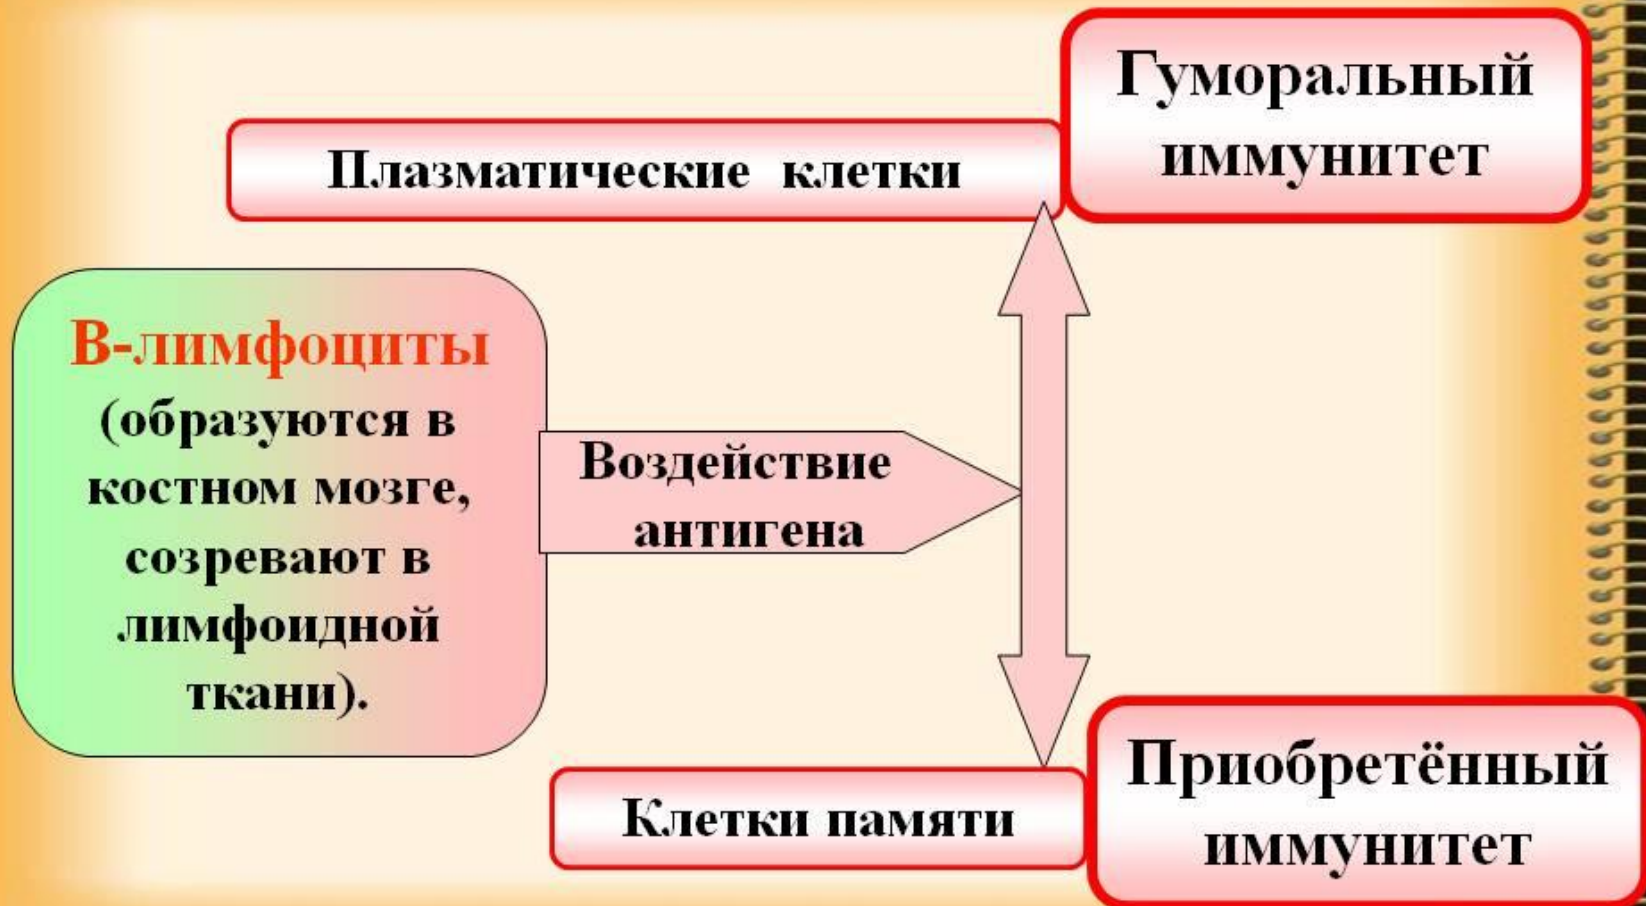 Гуморальный
иммунитет
Плазматические клетки
В-лимфоциты
(образуются в
костном мозге,
созревают в
лимфоидной
ткани).
Воздействие
антигена
Клетки памяти
Приобретённый
иммунитет